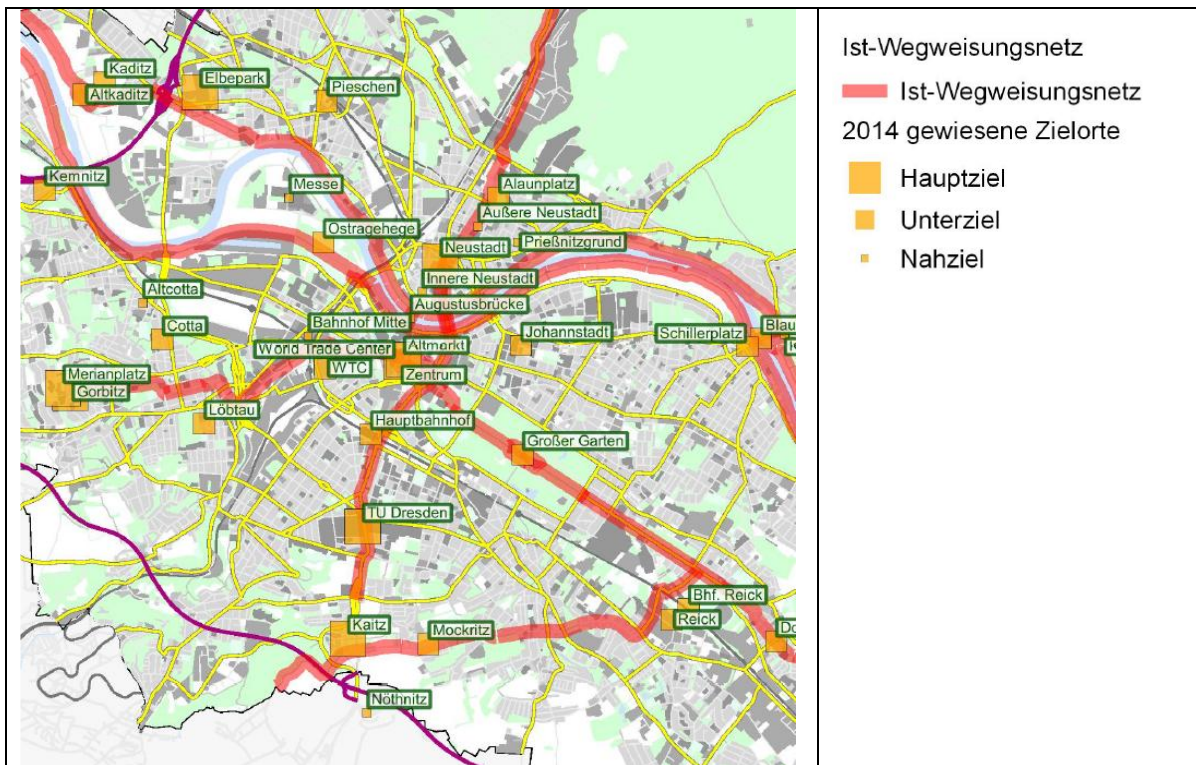 Kaditz
Altkaditz
Elbepark
Pieschen
Kemnitz
Messe
Alaunplatz
Äußere Neustadt
Ostragehege
Neustadt
Prießnitzgrund
Innere Neustadt
Altcotta
Augustusbrücke
Cotta
Bahnhof Mitte
Johannstadt
Schillerplatz
Blau
World Trade Center
Altmarkt
WTC
Zentrum
Merianplatz
Gorbitz
Löbtau
Hauptbahnhof
Großer Garten
TU Dresden
Bhf. Reick
Reick
Kaitz
Mockritz
Nöthnitz
Ist-Wegweisungsnetz
Ist-Wegweisungsnetz
2014 gewiesene Zielorte
Hauptziel
Unterziel
Nahziel